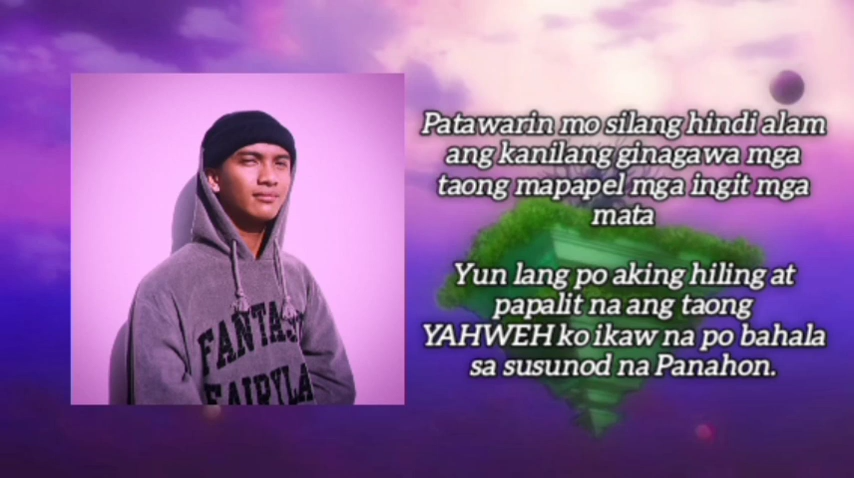 FANTAS
FAIRYLA
Patawarin mo silang hindi alam
ang kanilang ginagawa mga
taong mapapel mga ingit mga
mata
Yun lang po aking hiling at
papalit na ang taong
YAHWEH ko ikaw na po bahala
sa susunod na Panahon.